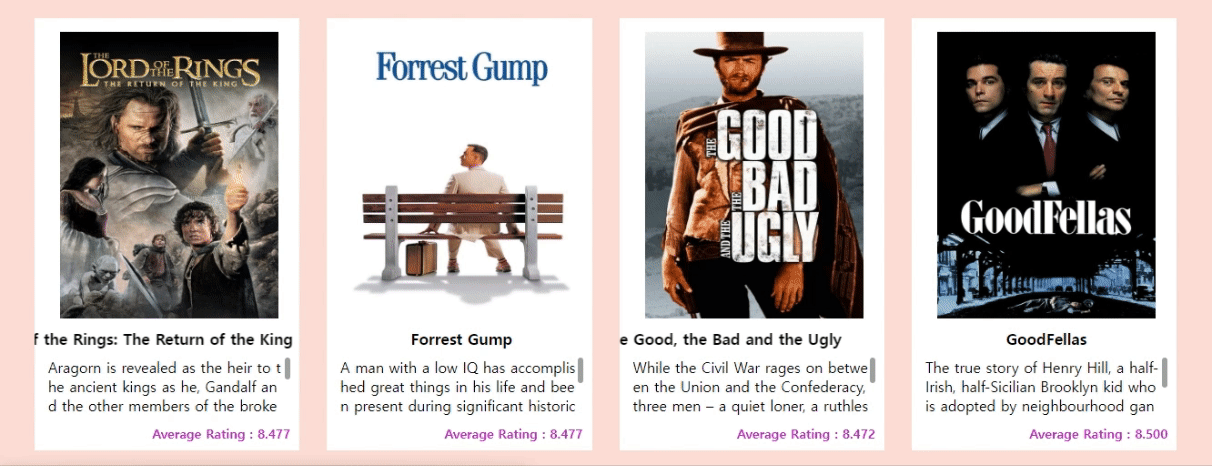 THE
LORD OF THE RINGS
THE RETURN OF THE KING
f the Rings: The Return of the King
Aragorn is revealed as the heir to t
he ancient kings as he, Gandalf an
d the other members of the broke
Average Rating : 8.477
Forrest Gump
Forrest Gump
A man with a low IQ has accomplis
hed great things in his life and bee
n present during significant historic
Average Rating : 8.477
THE GOOD
THE BAD
AND THE UGLY
e Good, the Bad and the Ugly
While the Civil War rages on betwe
en the Union and the Confederacy,
three men – a quiet loner, a ruthles
Average Rating : 8.472
GoodFellas
GoodFellas
The true story of Henry Hill, a half-
Irish, half-Sicilian Brooklyn kid who
is adopted by neighbourhood gan
Average Rating : 8.500